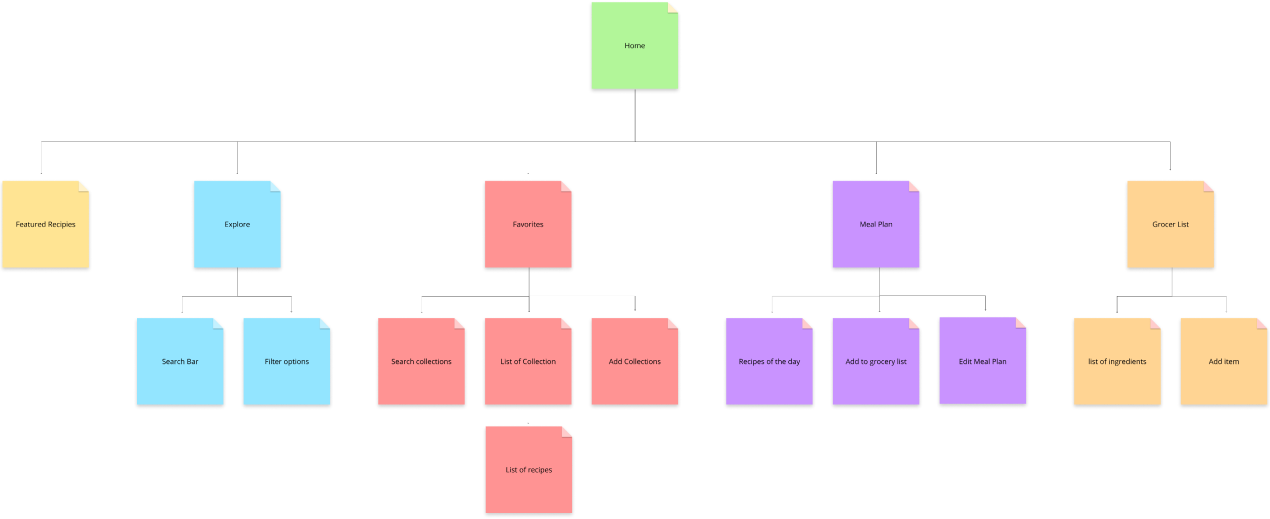 Home
Featured Recipies
Explore
Favorites
Meal Plan
Grocer List
Search Bar
Filter options
Search collections
List of Collection
Add Collections
Recipes of the day
Add to grocery list
Edit Meal Plan
list of ingredients
Add item
List of recipes